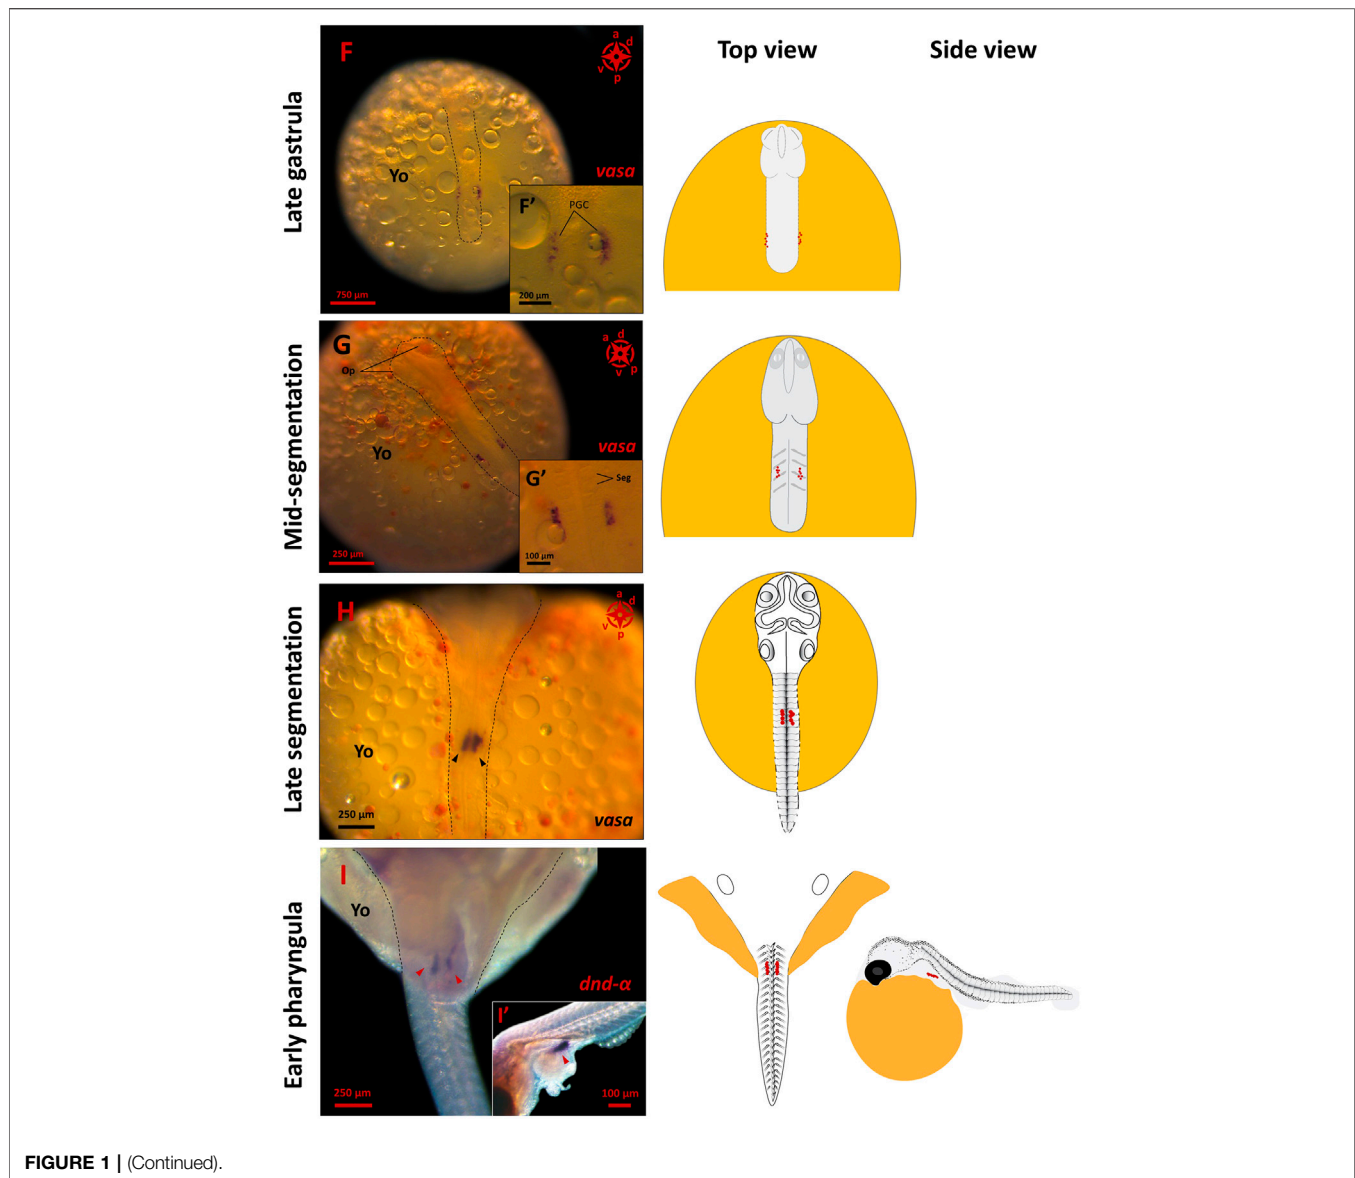 Top view
Side view
Late gastrula
F
a
d
v
p
Yo
vasa
F'
PGC
750 µm
200 µm
Mid-segmentation
G
a
d
v
p
Op
Yo
vasa
G'
Seg
250 µm
100 µm
Late segmentation
H
a
d
v
p
Yo
250 µm
vasa
Early pharyngula
I
Yo
dnd-α
I'
250 µm
100 µm
FIGURE 1 | (Continued).